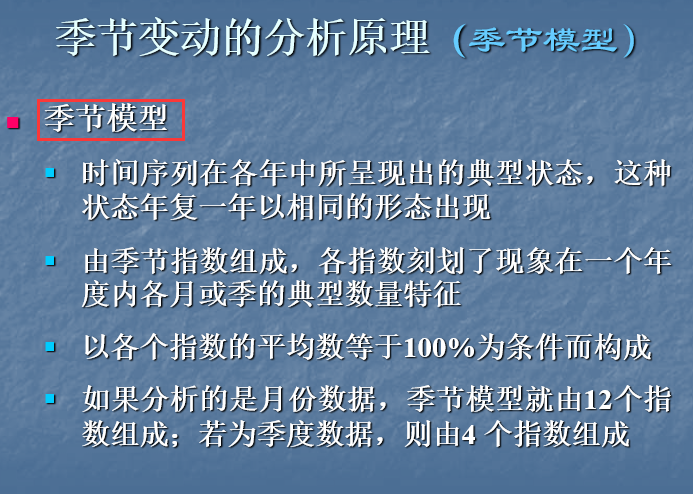 季节变动的分析原理（季节模型）
季节模型
时间序列在各年中所呈现出的典型状态，这种
状态年复一年以相同的形态出现
由季节指数组成，各指数刻划了现象在一个年
度内各月或季的典型数量特征
以各个指数的平均数等于100%为条件而构成
如果分析的是月份数据，季节模型就由12个指
数组成；若为季度数据，则由4 个指数组成